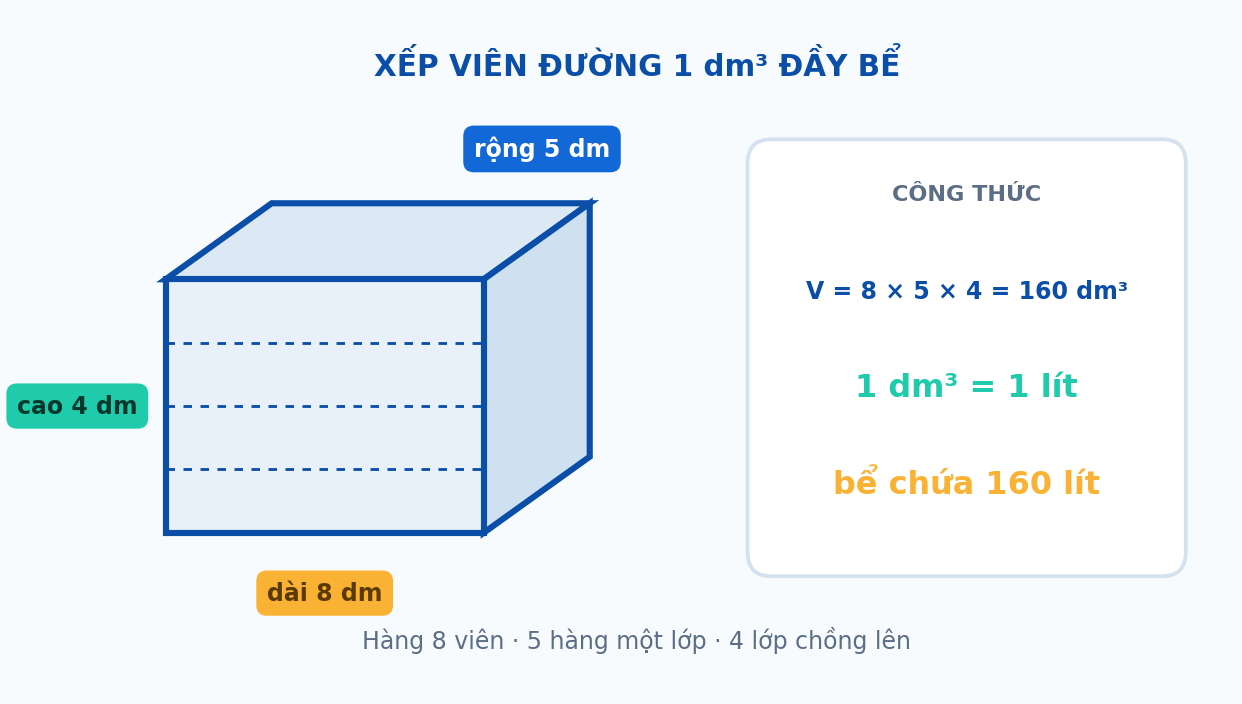 XẾP VIÊN ĐƯỜNG 1 dm³ ĐẦY BỂ
rộng 5 dm
cao 4 dm
dài 8 dm
CÔNG THỨC
V = 8 × 5 × 4 = 160 dm³
1 dm³ = 1 lít
bể chứa 160 lít
Hàng 8 viên · 5 hàng một lớp · 4 lớp chồng lên